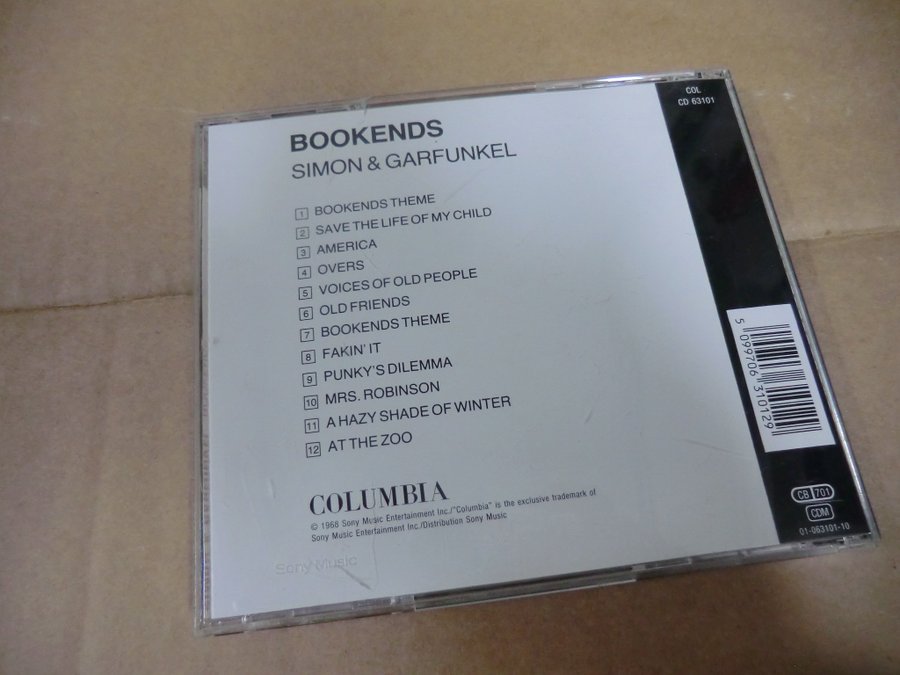 COL
CD 63101
BOOKENDS
SIMON & GARFUNKEL
1 BOOKENDS THEME
2 SAVE THE LIFE OF MY CHILD
3 AMERICA
4 OVERS
5 VOICES OF OLD PEOPLE
6 OLD FRIENDS
7 BOOKENDS THEME
8 FAKIN' IT
9 PUNKY'S DILEMMA
10 MRS. ROBINSON
11 A HAZY SHADE OF WINTER
12 AT THE ZOO
5 099706 310129
COLUMBIA
© 1968 Sony Music Entertainment Inc./"Columbia" is the exclusive trademark of
Sony Music Entertainment Inc./Distribution Sony Music
CB 701
CDM
01-063101-10
Sony Music